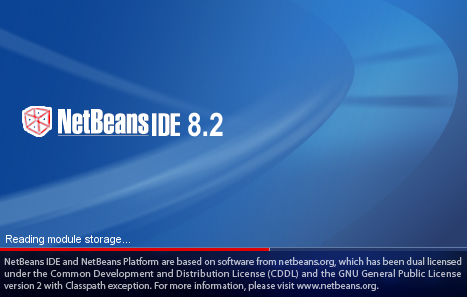 NetBeans IDE 8.2
Reading module storage...
NetBeans IDE and NetBeans Platform are based on software from netbeans.org, which has been dual licensed
under the Common Development and Distribution License (CDDL) and the GNU General Public License
version 2 with Classpath exception. For more information, please visit www.netbeans.org.